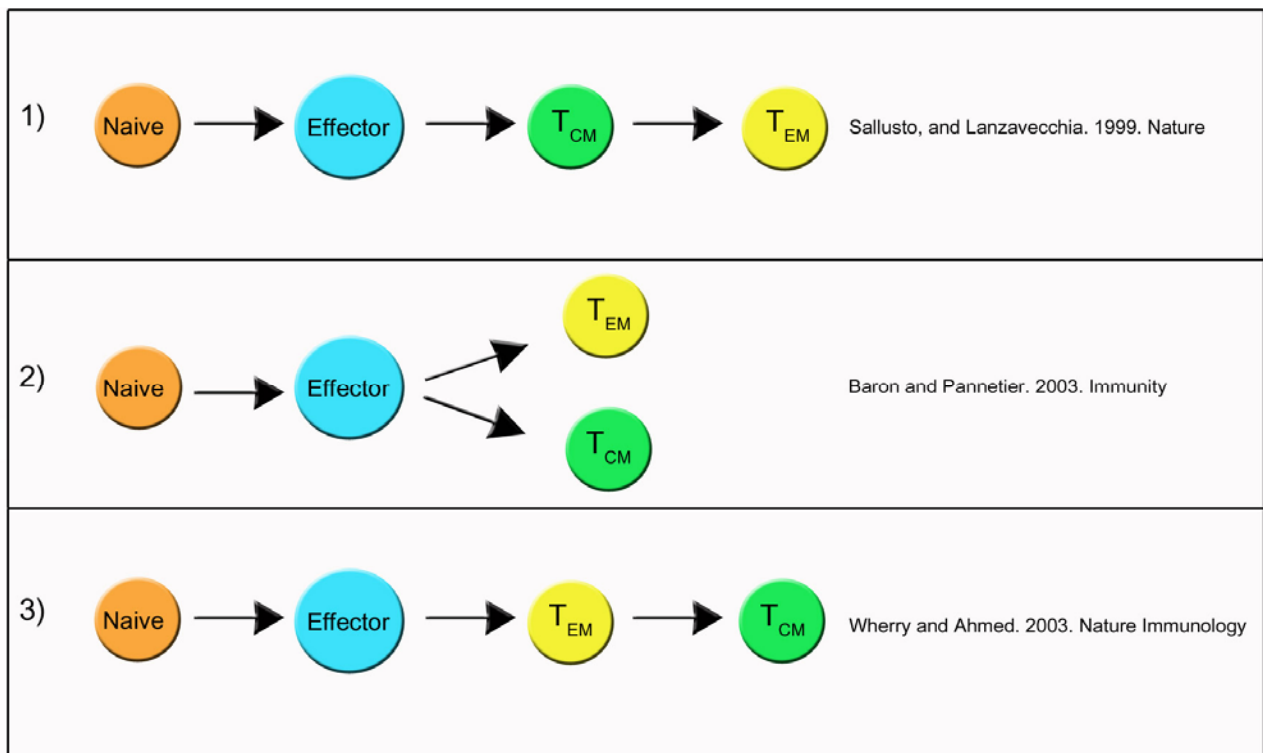 1) Naive Effector TCM TEM Sallusto, and Lanzavecchia. 1999. Nature
TEM
2) Naive Effector Baron and Pannetier. 2003. Immunity
TCM
3) Naive Effector TEM TCM Wherry and Ahmed. 2003. Nature Immunology